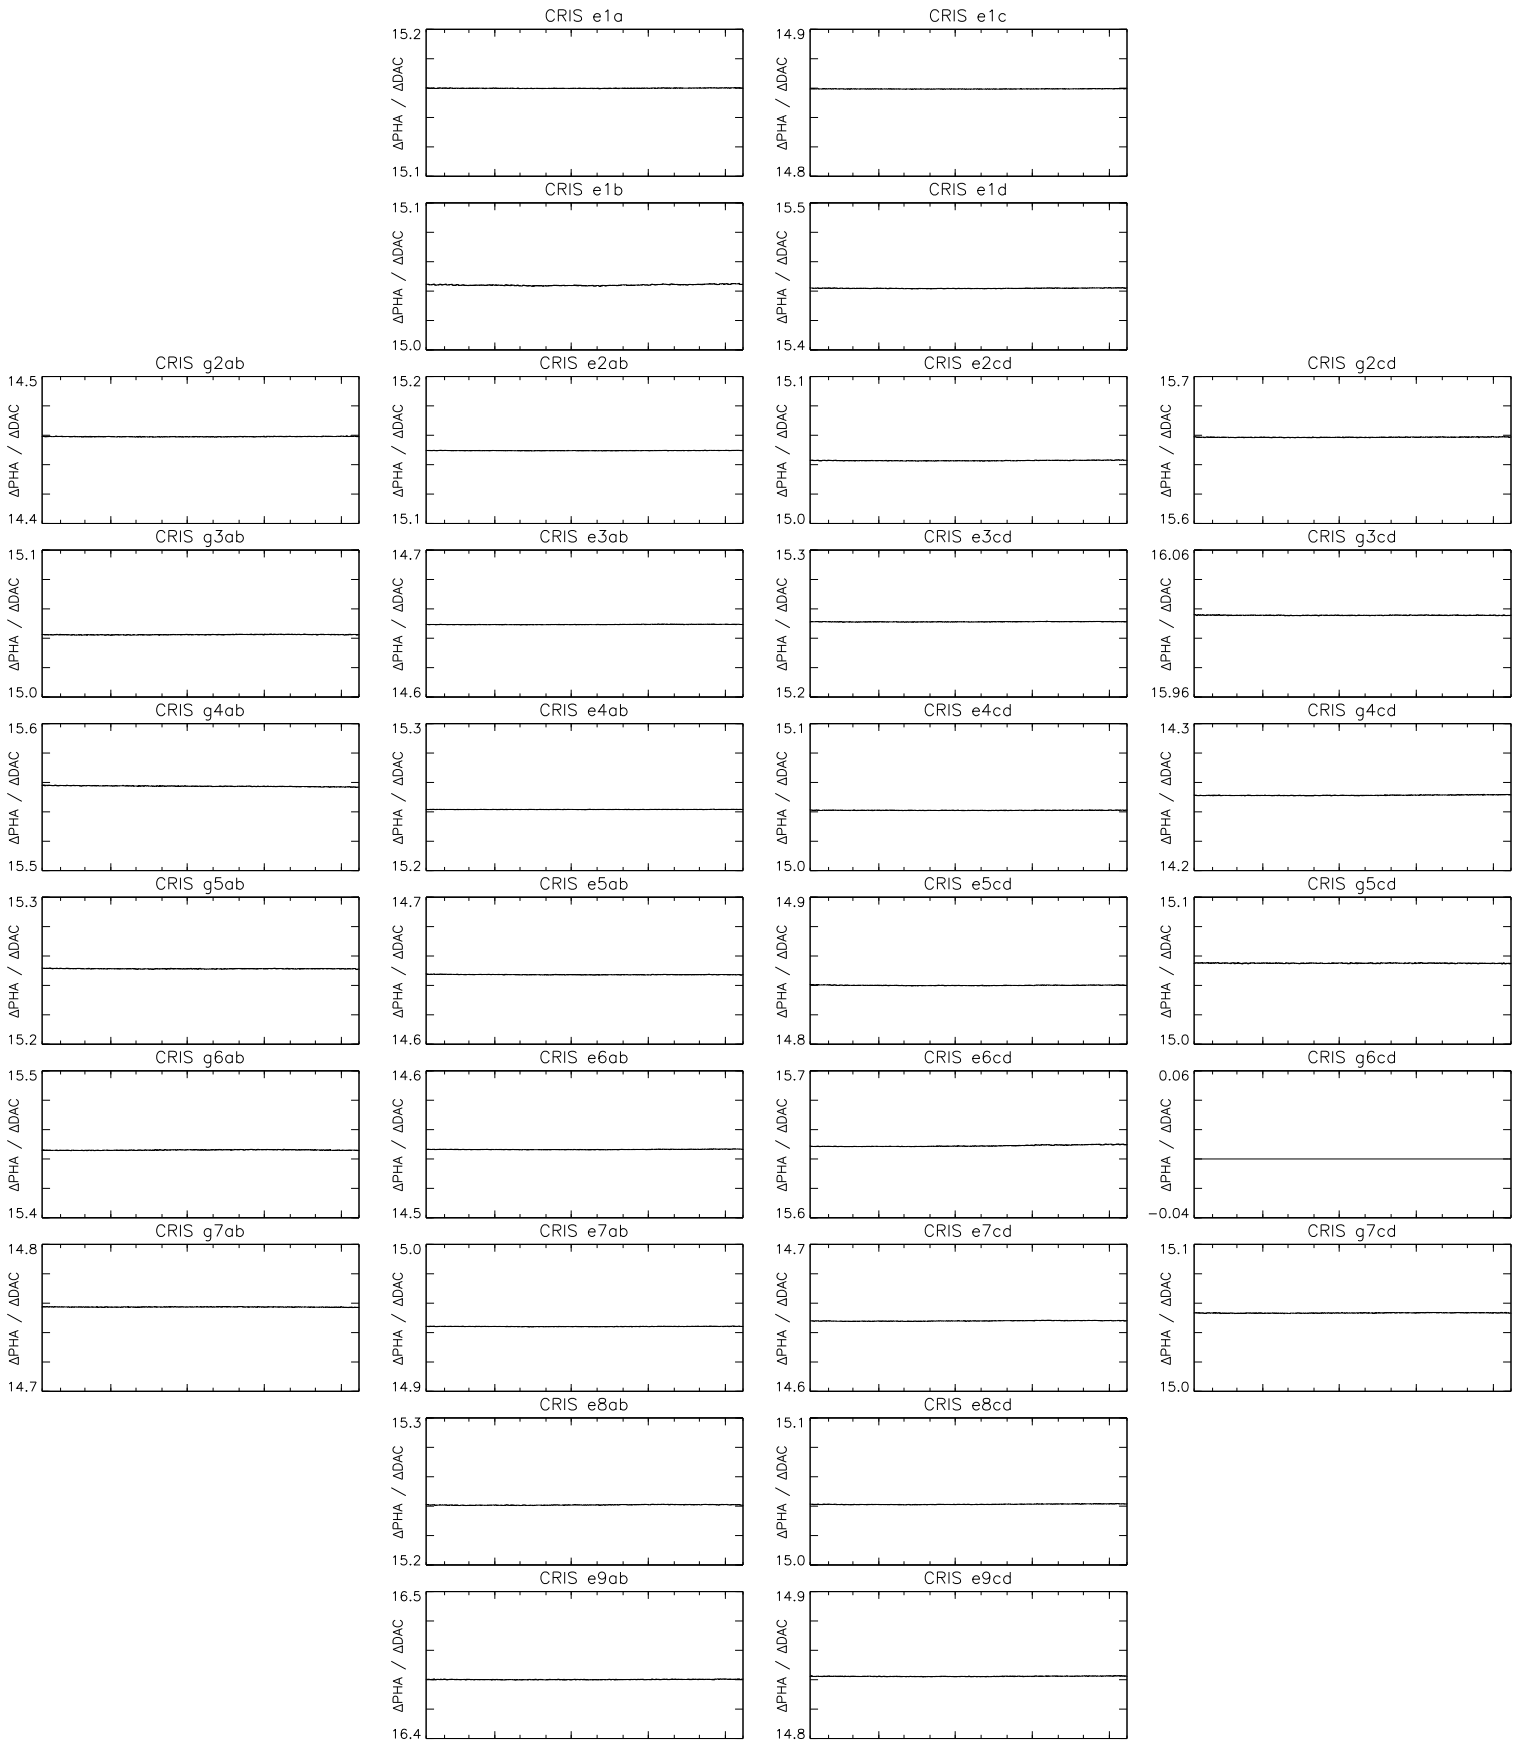 CRIS e1a CRIS e1c
15.2 14.9
ΔPHA / ΔDAC ΔPHA / ΔDAC
15.1 14.8
CRIS e1b CRIS e1d
15.1 15.5
ΔPHA / ΔDAC ΔPHA / ΔDAC
15.0 15.4
CRIS g2ab CRIS e2ab CRIS e2cd CRIS g2cd
14.5 15.2 15.1 15.7
ΔPHA / ΔDAC ΔPHA / ΔDAC ΔPHA / ΔDAC ΔPHA / ΔDAC
14.4 15.1 15.0 15.6
CRIS g3ab CRIS e3ab CRIS e3cd CRIS g3cd
15.1 14.7 15.3 16.06
ΔPHA / ΔDAC ΔPHA / ΔDAC ΔPHA / ΔDAC ΔPHA / ΔDAC
15.0 14.6 15.2 15.96
CRIS g4ab CRIS e4ab CRIS e4cd CRIS g4cd
15.6 15.3 15.1 14.3
ΔPHA / ΔDAC ΔPHA / ΔDAC ΔPHA / ΔDAC ΔPHA / ΔDAC
15.5 15.2 15.0 14.2
CRIS g5ab CRIS e5ab CRIS e5cd CRIS g5cd
15.3 14.7 14.9 15.1
ΔPHA / ΔDAC ΔPHA / ΔDAC ΔPHA / ΔDAC ΔPHA / ΔDAC
15.2 14.6 14.8 15.0
CRIS g6ab CRIS e6ab CRIS e6cd CRIS g6cd
15.5 14.6 15.7 0.06
ΔPHA / ΔDAC ΔPHA / ΔDAC ΔPHA / ΔDAC ΔPHA / ΔDAC
15.4 14.5 15.6 −0.04
CRIS g7ab CRIS e7ab CRIS e7cd CRIS g7cd
14.8 15.0 14.7 15.1
ΔPHA / ΔDAC ΔPHA / ΔDAC ΔPHA / ΔDAC ΔPHA / ΔDAC
14.7 14.9 14.6 15.0
CRIS e8ab CRIS e8cd
15.3 15.1
ΔPHA / ΔDAC ΔPHA / ΔDAC
15.2 15.0
CRIS e9ab CRIS e9cd
16.5 14.9
ΔPHA / ΔDAC ΔPHA / ΔDAC
16.4 14.8